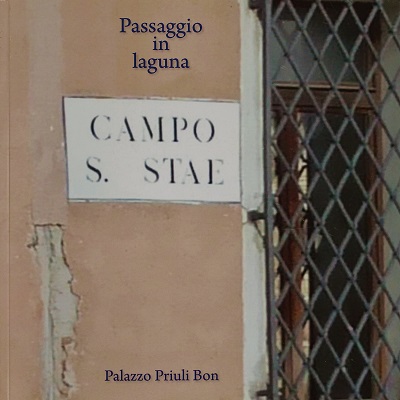 Passaggio
in
laguna
CAMPO
S. STAE
Palazzo Priuli Bon